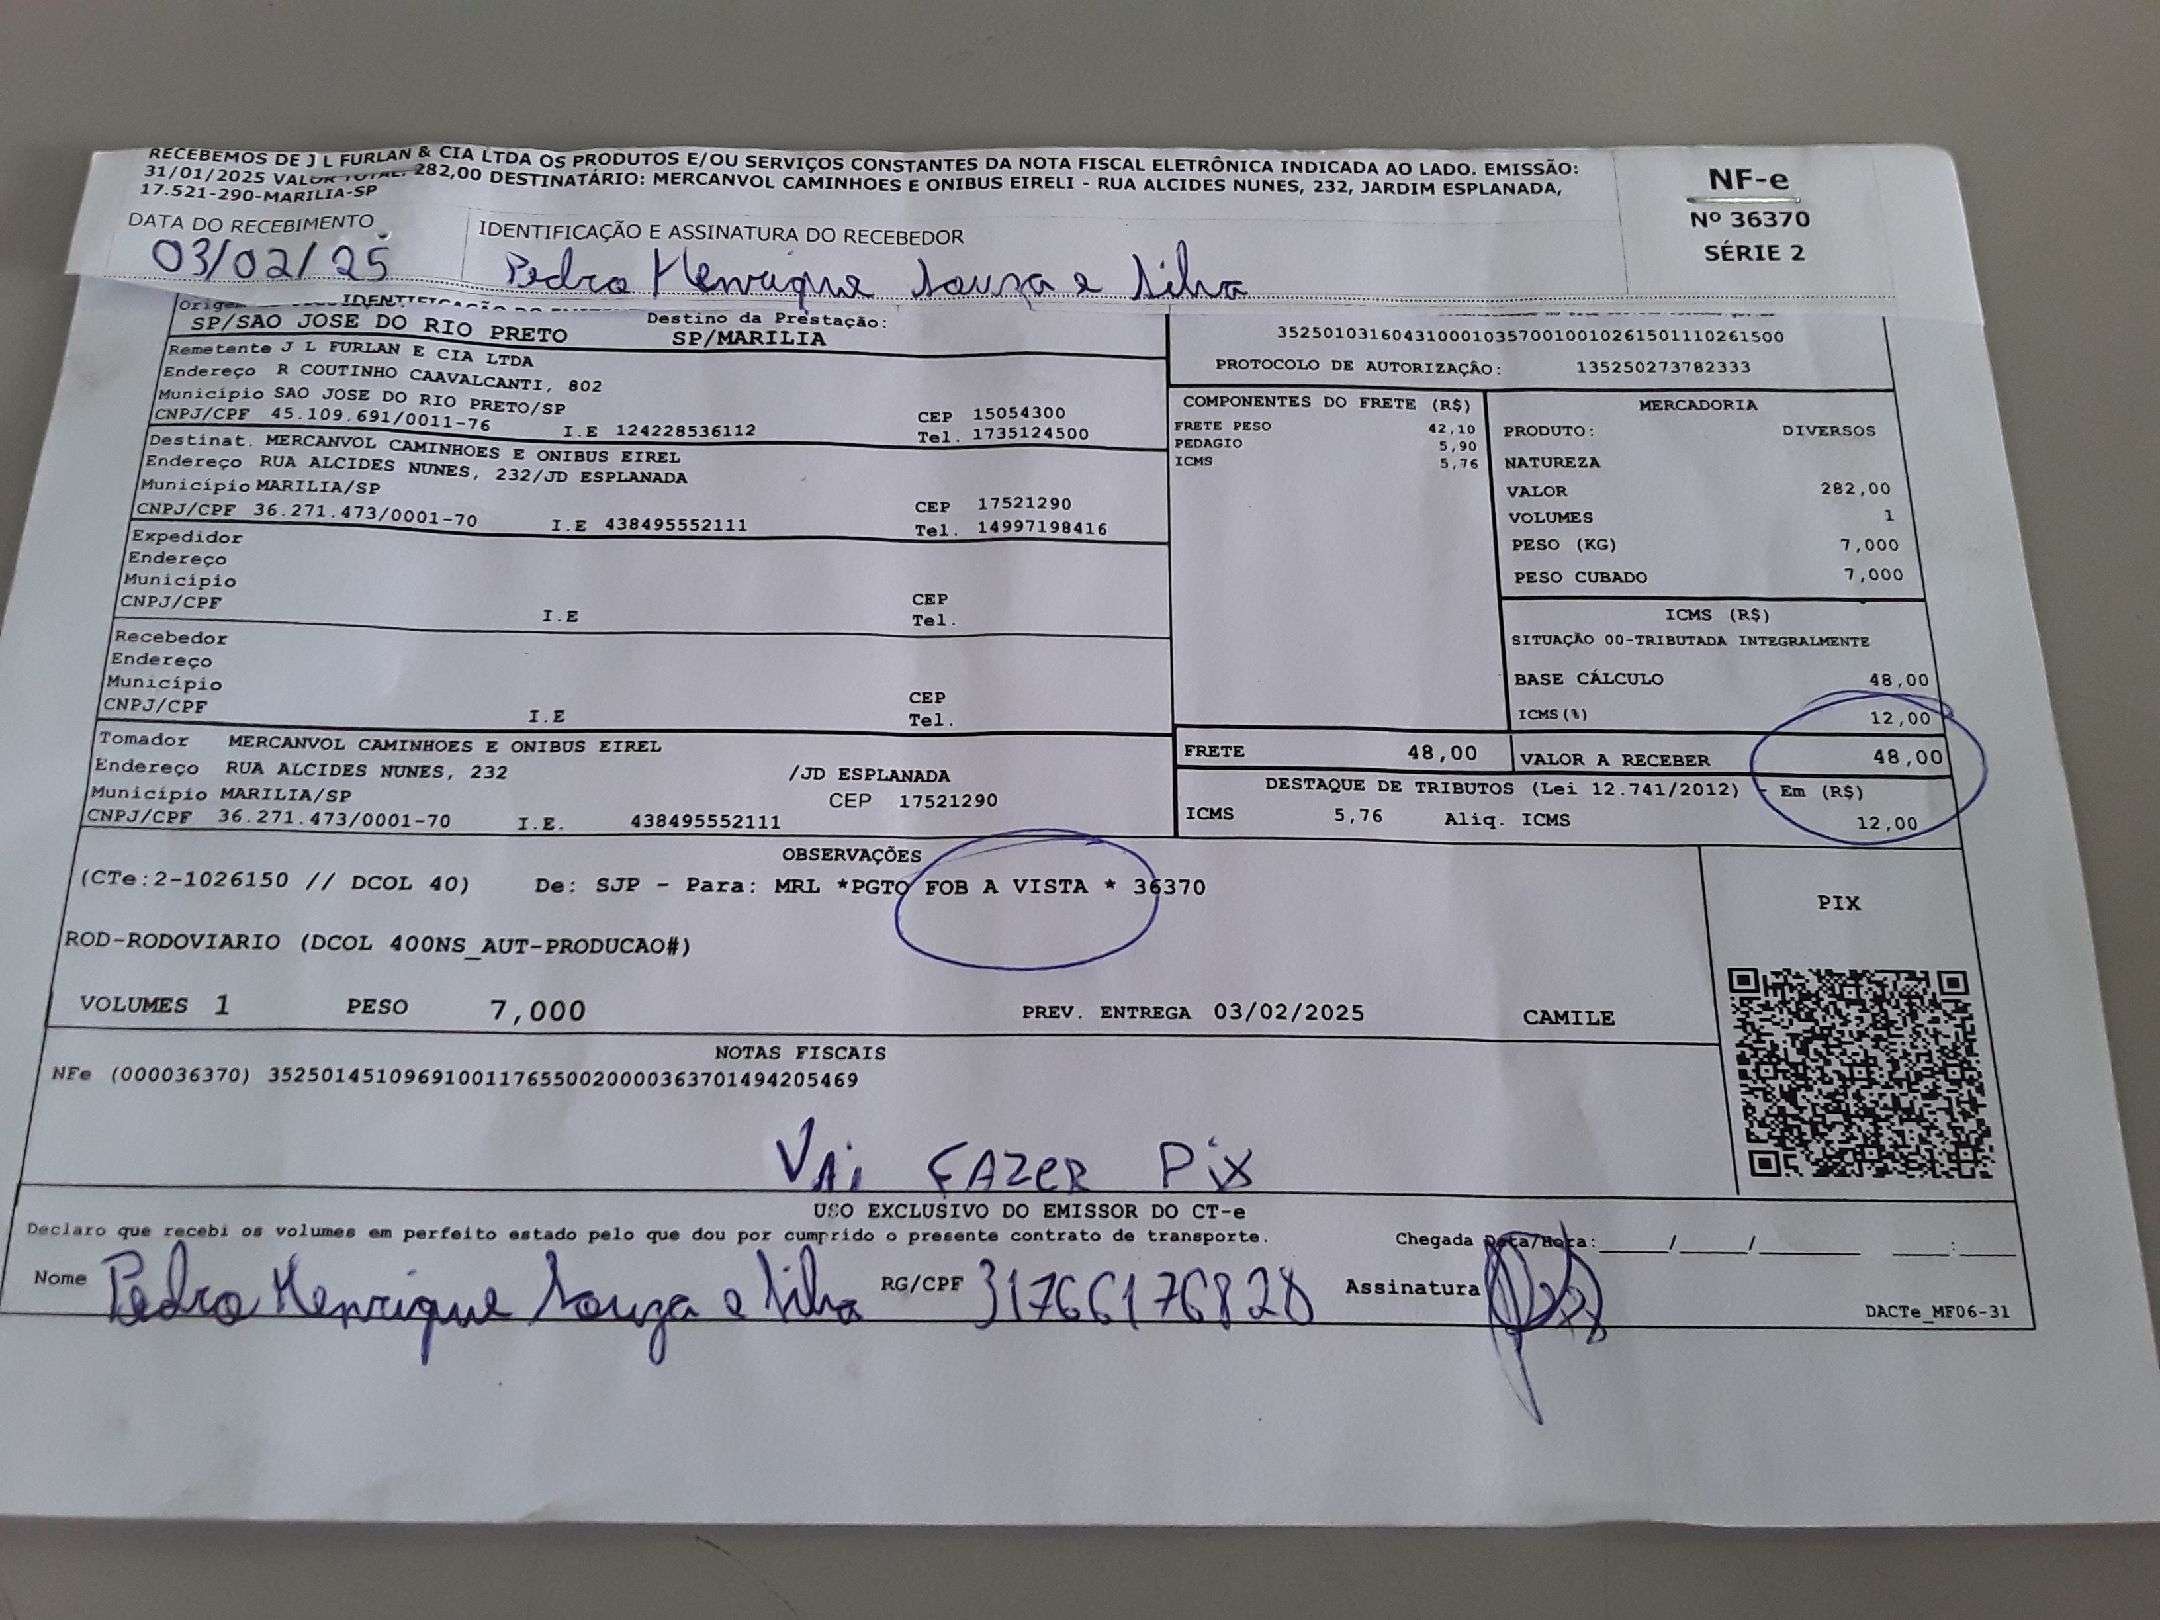 RECEBEMOS DE J L FURLAN & CIA LTDA OS PRODUTOS E/OU SERVIÇOS CONSTANTES DA NOTA FISCAL ELETRÔNICA INDICADA AO LADO. EMISSÃO:
31/01/2025 VALOR TOTAL: 282,00 DESTINATÁRIO: MERCANVOL CAMINHOES E ONIBUS EIRELI - RUA ALCIDES NUNES, 232, JARDIM ESPLANADA,
17.521-290-MARILIA-SP
NF-e
Nº 36370
SÉRIE 2
DATA DO RECEBIMENTO
03/02/25
IDENTIFICAÇÃO E ASSINATURA DO RECEBEDOR
Pedro Henrique Souza e Silva
Origem
SP/SAO JOSE DO RIO PRETO
Destino da Prestação:
SP/MARILIA
Remetente J L FURLAN E CIA LTDA
Endereço R COUTINHO CAAVALCANTI, 802
Município SAO JOSE DO RIO PRETO/SP
CEP 15054300
CNPJ/CPF 45.109.691/0011-76 I.E 124228536112 Tel. 1735124500
Destinat. MERCANVOL CAMINHOES E ONIBUS EIREL
Endereço RUA ALCIDES NUNES, 232/JD ESPLANADA
Município MARILIA/SP CEP 17521290
CNPJ/CPF 36.271.473/0001-70 I.E 438495552111 Tel. 14997198416
Expedidor
Endereço
Município CEP
CNPJ/CPF I.E Tel.
Recebedor
Endereço
Município CEP
CNPJ/CPF I.E Tel.
Tomador MERCANVOL CAMINHOES E ONIBUS EIREL
Endereço RUA ALCIDES NUNES, 232 /JD ESPLANADA
Município MARILIA/SP CEP 17521290
CNPJ/CPF 36.271.473/0001-70 I.E. 438495552111
35250103160431000103570010010261501110261500
PROTOCOLO DE AUTORIZAÇÃO: 135250273782333
COMPONENTES DO FRETE (R$)
FRETE PESO 42,10
PEDAGIO 5,90
ICMS 5,76
MERCADORIA
PRODUTO: DIVERSOS
NATUREZA
VALOR 282,00
VOLUMES 1
PESO (KG) 7,000
PESO CUBADO 7,000
ICMS (R$)
SITUAÇÃO 00-TRIBUTADA INTEGRALMENTE
BASE CÁLCULO 48,00
ICMS(%) 12,00
FRETE 48,00 VALOR A RECEBER 48,00
DESTAQUE DE TRIBUTOS (Lei 12.741/2012) - Em (R$)
ICMS 5,76 Aliq. ICMS 12,00
OBSERVAÇÕES
(CTe:2-1026150 // DCOL 40) De: SJP - Para: MRL *PGTO FOB A VISTA * 36370
ROD-RODOVIARIO (DCOL 400NS_AUT-PRODUCAO#)
VOLUMES 1 PESO 7,000 PREV. ENTREGA 03/02/2025 CAMILE
PIX
NOTAS FISCAIS
NFe (000036370) 35250145109691001176550020000363701494205469
VAi FAZER PiX
USO EXCLUSIVO DO EMISSOR DO CT-e
Declaro que recebi os volumes em perfeito estado pelo que dou por cumprido o presente contrato de transporte. Chegada Data/Hora:____/____/______ ___:___
Nome Pedro Henrique Souza e Silva RG/CPF 31766176828 Assinatura
DACTe_MF06-31